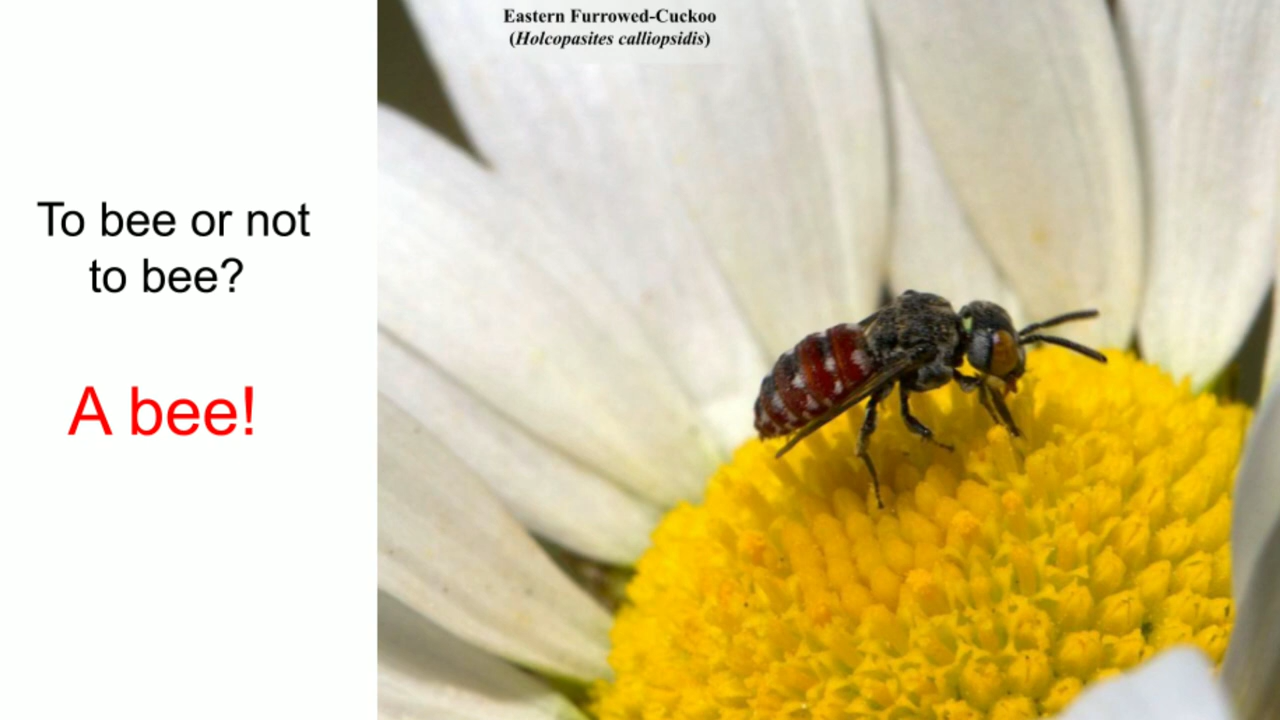 Eastern Furrowed-Cuckoo
(Holcopasites calliopsidis)
To bee or not
to bee?
A bee!